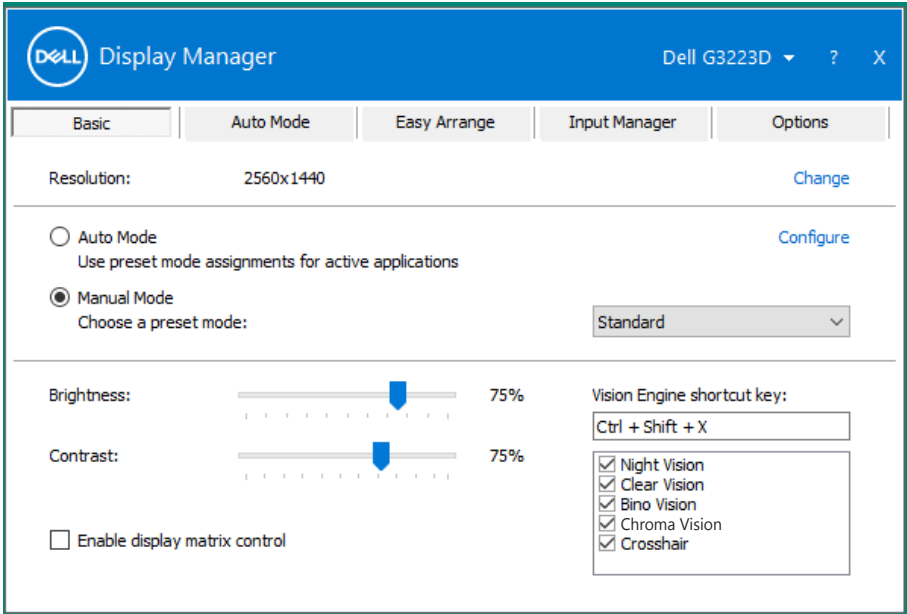 DELL Display Manager Dell G3223D ? X
Basic Auto Mode Easy Arrange Input Manager Options
Resolution: 2560x1440 Change
Auto Mode Configure
Use preset mode assignments for active applications
Manual Mode
Choose a preset mode: Standard
Brightness: 75% Vision Engine shortcut key:
Ctrl + Shift + X
Contrast: 75%
Night Vision
Clear Vision
Bino Vision
Chroma Vision
Enable display matrix control Crosshair